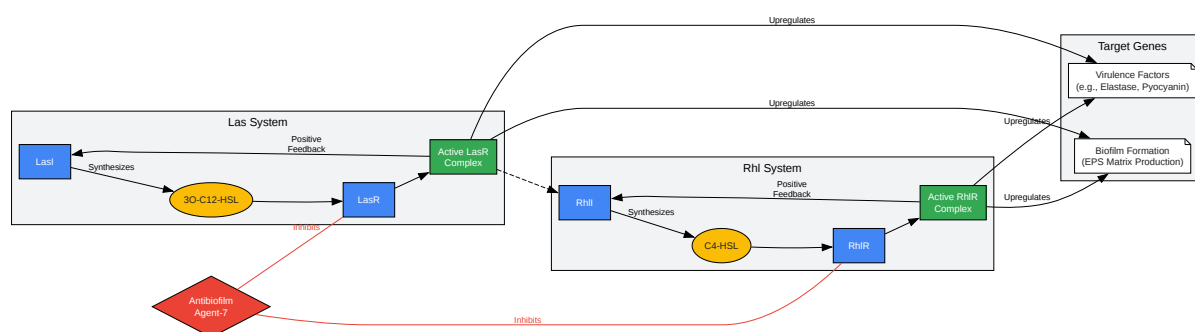 Upregulates
Target Genes
Virulence Factors
(e.g., Elastase, Pyocyanin)
Upregulates
Upregulates
Las System
Positive
Feedback
Active LasR
Complex
LasI
Synthesizes
3O-C12-HSL
LasR
Inhibits
Biofilm Formation
(EPS Matrix Production)
Rhl System
Positive
Feedback
Active RhlR
Complex
Upregulates
RhlI
Synthesizes
C4-HSL
RhlR
Antibiofilm
Agent-7
Inhibits